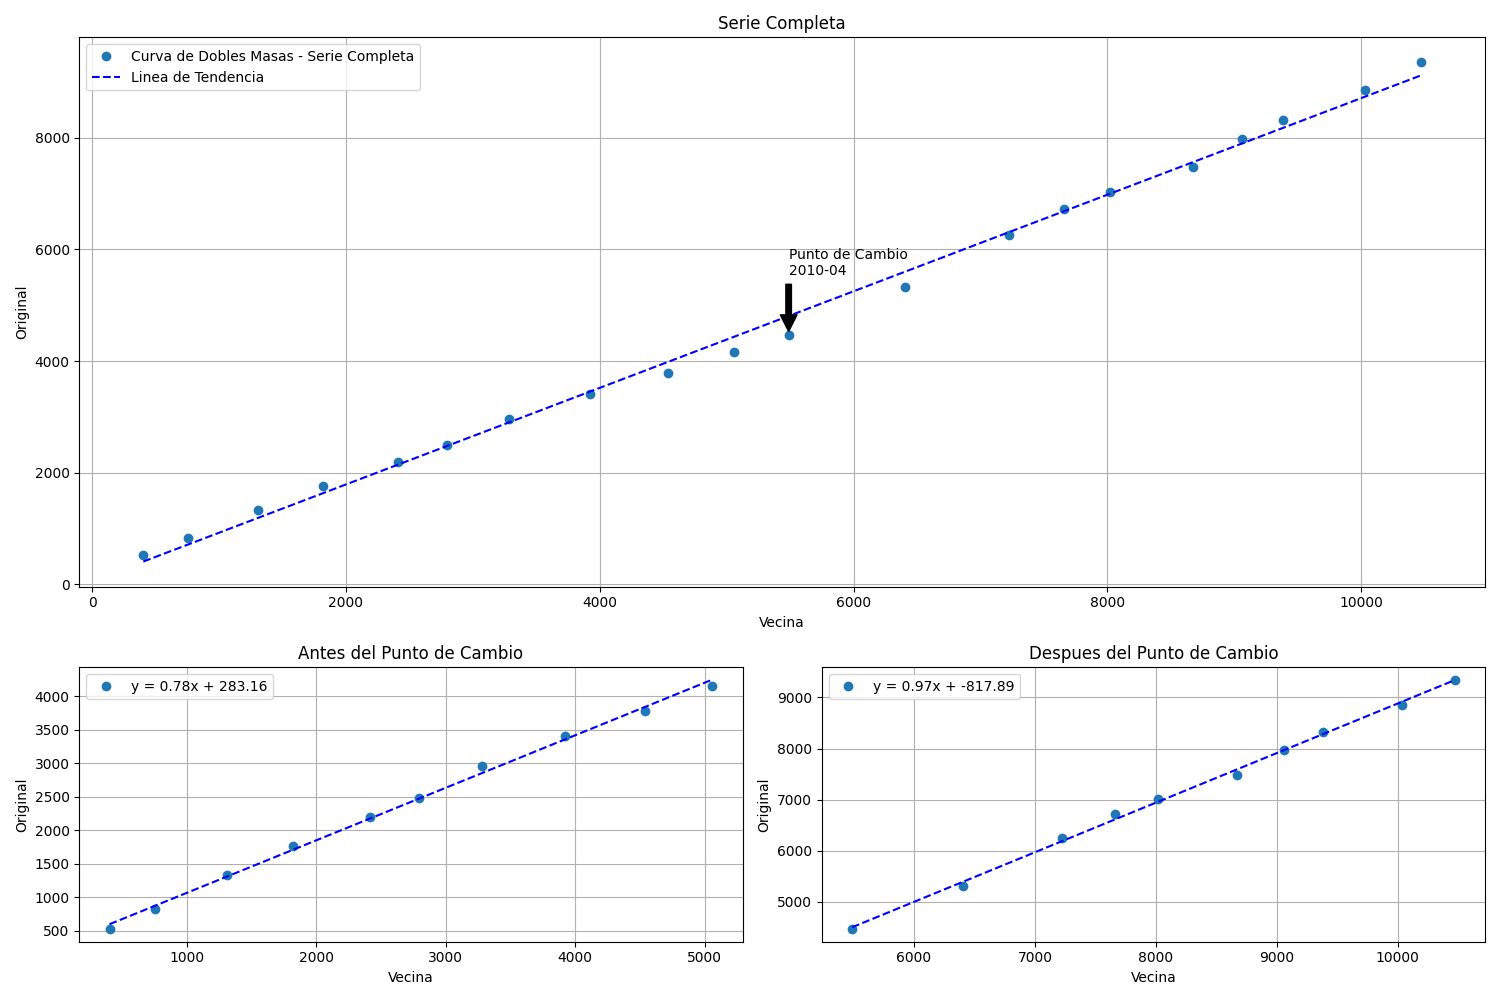 Serie Completa
Curva de Dobles Masas - Serie Completa
Linea de Tendencia
Punto de Cambio
2010-04
Original
8000
6000
4000
2000
0
0 2000 4000 6000 8000 10000
Vecina
Antes del Punto de Cambio
y = 0.78x + 283.16
Original
4000
3500
3000
2500
2000
1500
1000
500
1000 2000 3000 4000 5000
Vecina
Despues del Punto de Cambio
y = 0.97x + -817.89
Original
9000
8000
7000
6000
5000
6000 7000 8000 9000 10000
Vecina